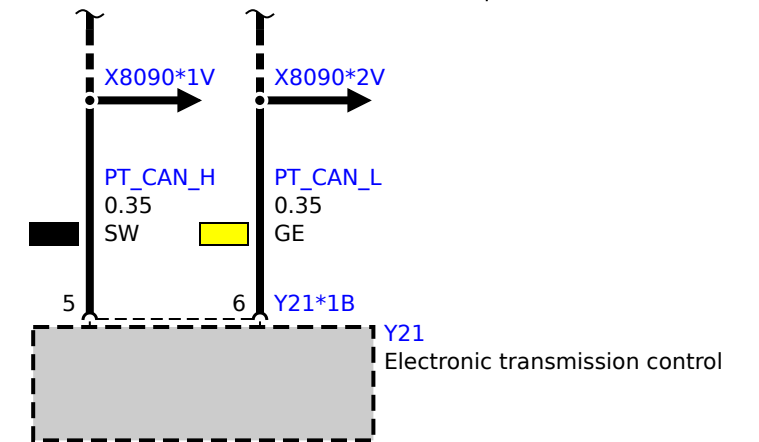 X8090*1V X8090*2V
PT_CAN_H PT_CAN_L
0.35 0.35
SW GE
5 6 Y21*1B
Y21
Electronic transmission control